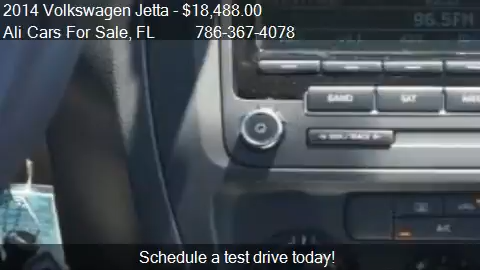 2014 Volkswagen Jetta - $18,488.00
Ali Cars For Sale, FL 786-367-4078
96.5FM
BAND
SAT
SEEK / TRACK
A/C
Schedule a test drive today!